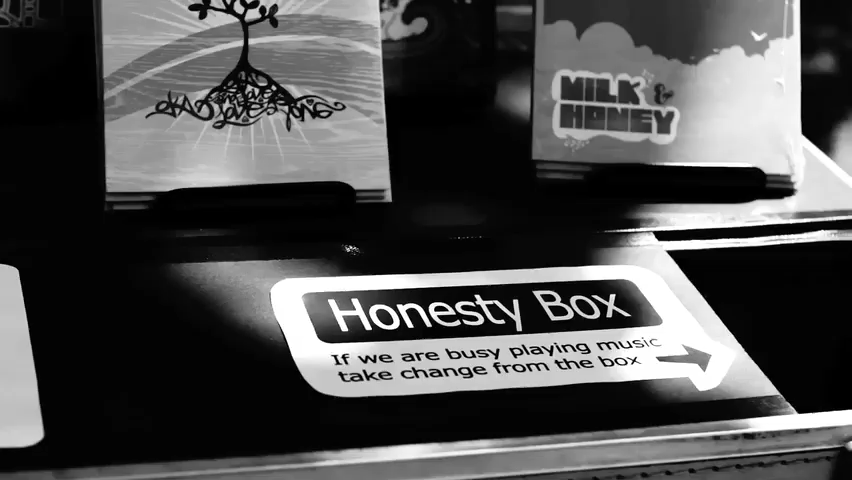 MILK &
HONEY
Honesty Box
If we are busy playing music
take change from the box